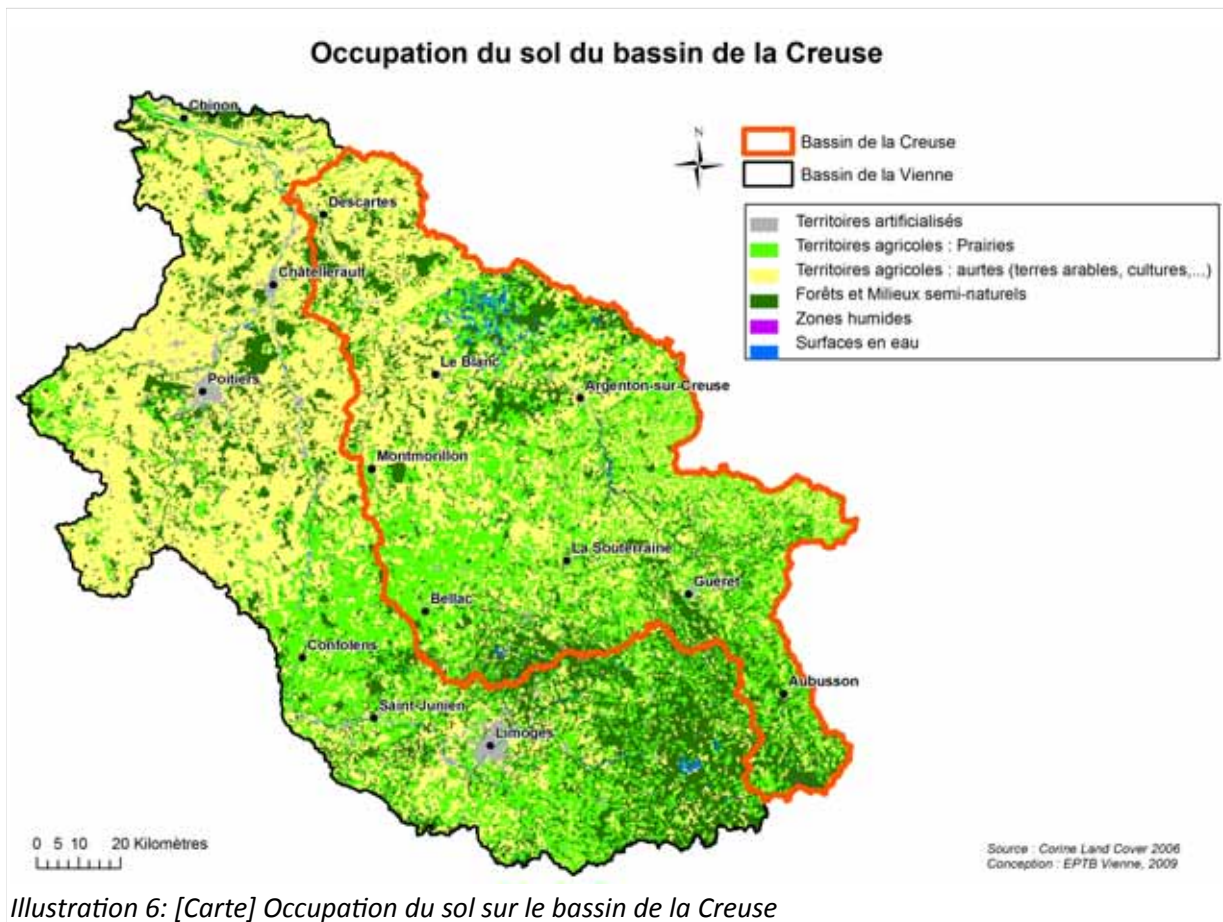 Occupation du sol du bassin de la Creuse
N
Bassin de la Creuse
Bassin de la Vienne
Territoires artificialisés
Territoires agricoles : Prairies
Territoires agricoles : aurtes (terres arables, cultures,...)
Forêts et Milieux semi-naturels
Zones humides
Surfaces en eau
Chinon
Descartes
Châtellerault
Le Blanc
Poitiers
Argenton-sur-Creuse
Montmorillon
La Souterraine
Guéret
Bellac
Confolens
Aubusson
Saint-Junien
Limoges
0 5 10 20 Kilomètres
Source : Corine Land Cover 2006
Conception : EPTB Vienne, 2009
Illustration 6: [Carte] Occupation du sol sur le bassin de la Creuse